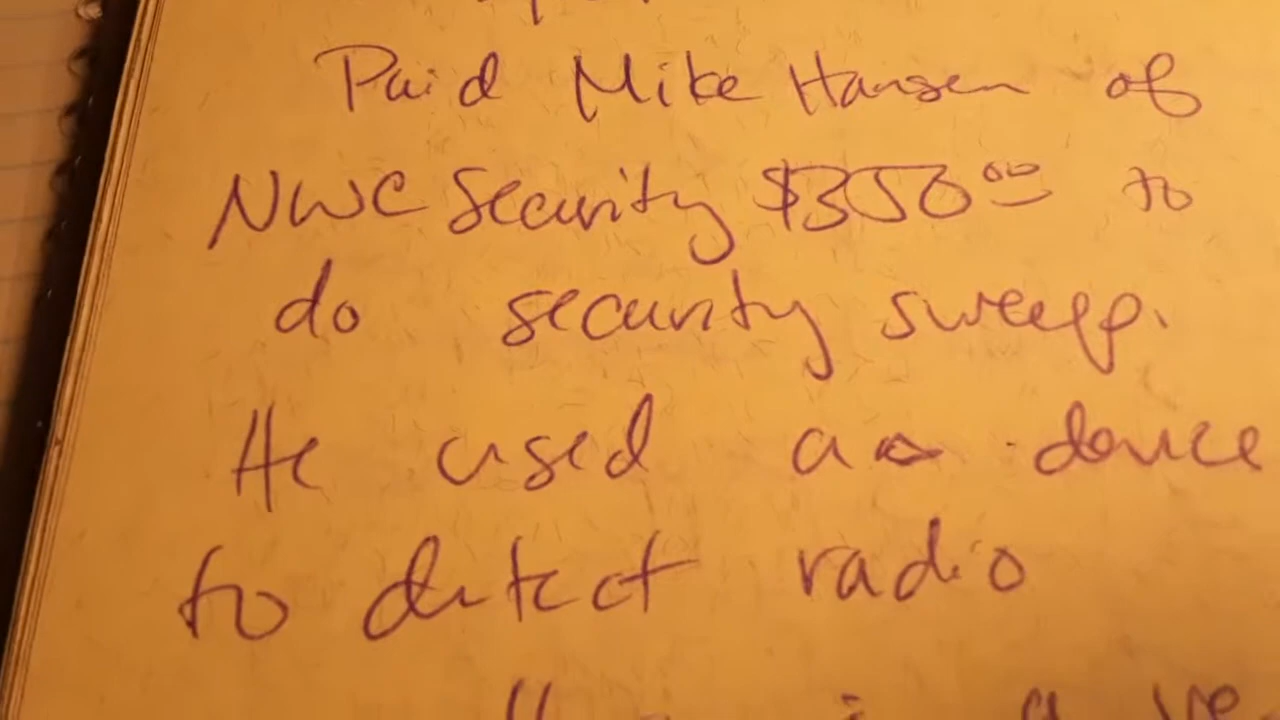 Paid Mike Hansen of
NWC Security $350.00 to
do security sweep.
He used a device
to detect radio